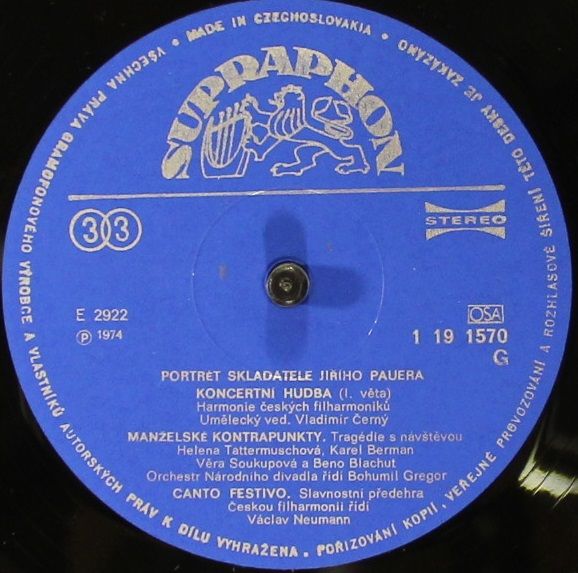 MADE IN CZECHOSLOVAKIA • VŠECHNA PRÁVA GRAMOFONOVÉHO VÝROBCE A VLASTNÍKŮ AUTORSKÝCH PRÁV K DÍLU VYHRAŽENA. POŘIZOVÁNÍ KOPIÍ, VEŘEJNÉ PROVOZOVÁNÍ A ROZHLASOVÉ ŠÍŘENÍ TÉTO DESKY JE ZAKÁZÁNO •
SUPRAPHON
33
STEREO
E 2922
℗ 1974
OSA
1 19 1570
G
PORTRÉT SKLADATELE JIŘÍHO PAUERA
KONCERTNÍ HUDBA (I. věta)
Harmonie českých filharmoniků
Umělecký ved. Vladimír Černý
MANŽELSKÉ KONTRAPUNKTY. Tragédie s návštěvou
Helena Tattermuschová, Karel Berman
Věra Soukupová a Beno Blachut
Orchestr Národního divadla řídí Bohumil Gregor
CANTO FESTIVO. Slavnostní předehra
Českou filharmonii řídí
Václav Neumann